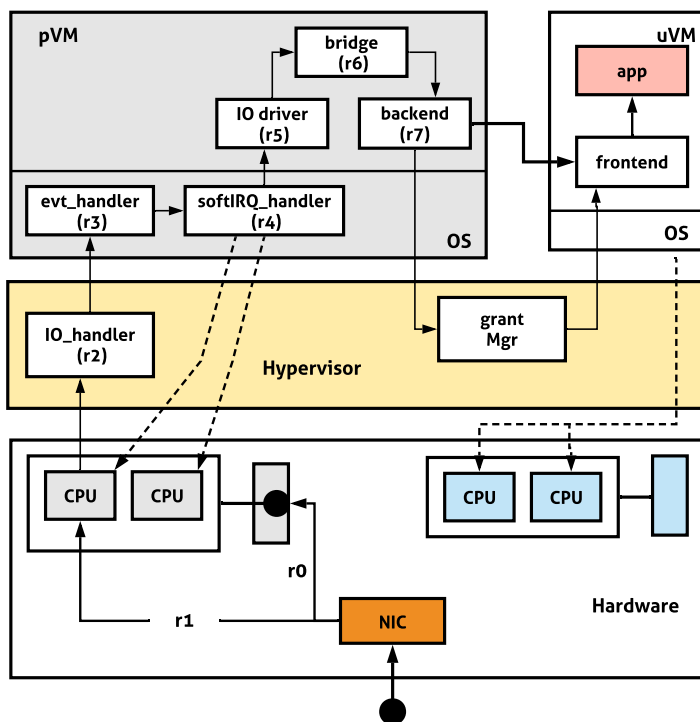 pVM
bridge
(r6)
IO driver
(r5)
backend
(r7)
evt_handler
(r3)
softIRQ_handler
(r4)
OS
uVM
app
frontend
OS
IO_handler
(r2)
grant
Mgr
Hypervisor
CPU
CPU
CPU
CPU
r0
r1
NIC
Hardware